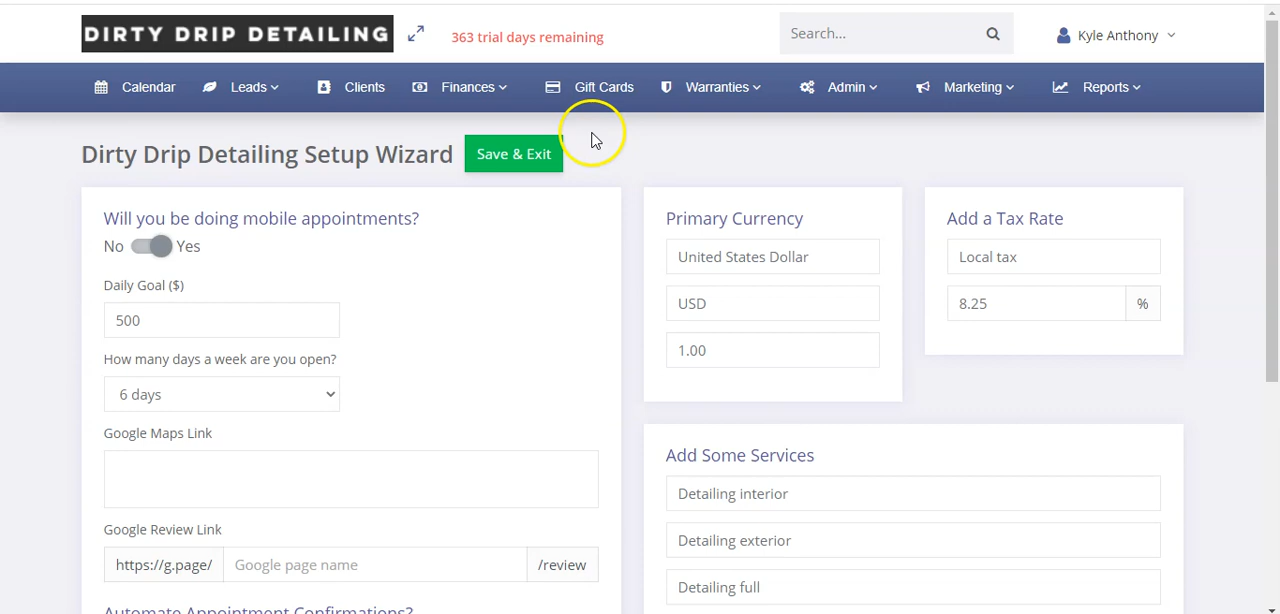 DIRTY DRIP DETAILING
363 trial days remaining
Search...
Kyle Anthony
Calendar
Leads
Clients
Finances
Gift Cards
Warranties
Admin
Marketing
Reports
Dirty Drip Detailing Setup Wizard
Save & Exit
Will you be doing mobile appointments?
No Yes
Daily Goal ($)
500
How many days a week are you open?
6 days
Google Maps Link
Google Review Link
https://g.page/ Google page name /review
Automate Appointment Confirmations?
Primary Currency
United States Dollar
USD
1.00
Add a Tax Rate
Local tax
8.25 %
Add Some Services
Detailing interior
Detailing exterior
Detailing full